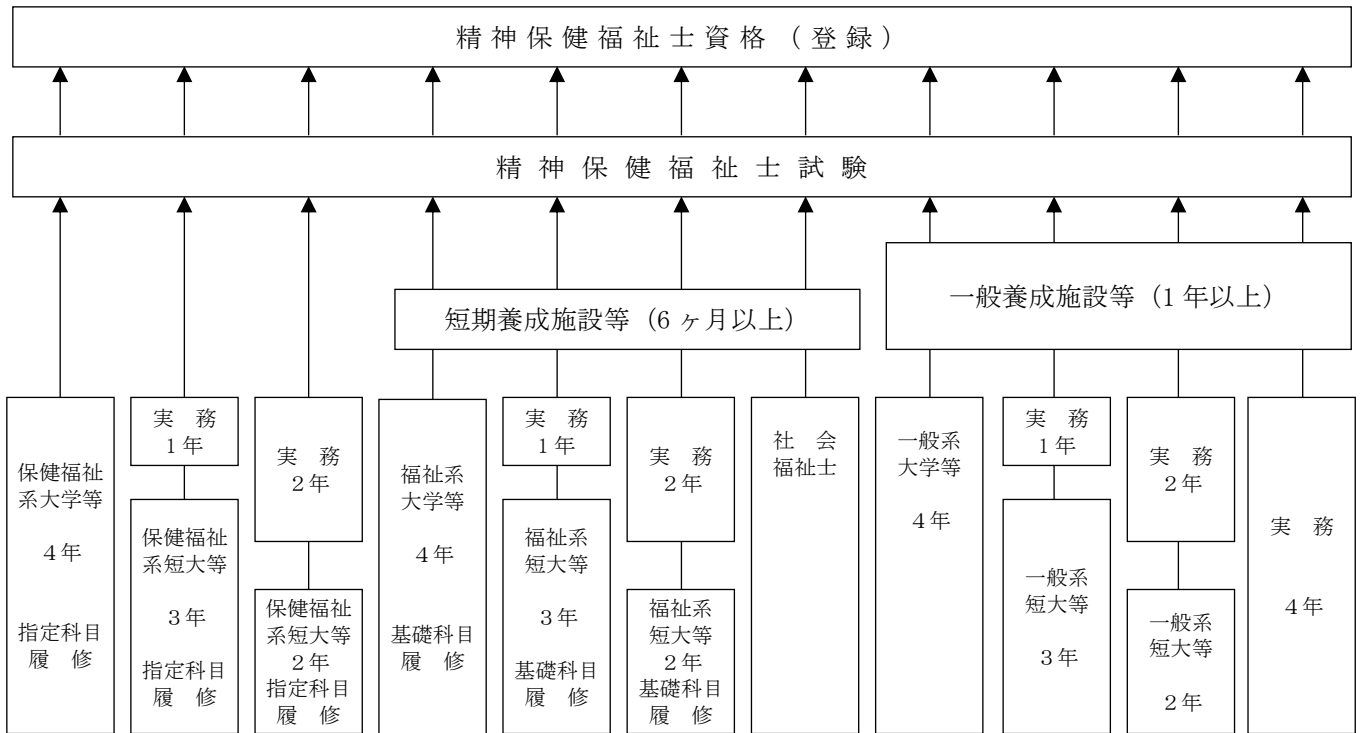 精神保健福祉士資格（登録）
精神保健福祉士試験
一般養成施設等（1年以上）
短期養成施設等（6ヶ月以上）
保健福祉
系大学等
4年
指定科目
履 修
実 務
1年
保健福祉
系短大等
3年
指定科目
履 修
実 務
2年
保健福祉
系短大等
2年
指定科目
履 修
福祉系
大学等
4年
基礎科目
履 修
実 務
1年
福祉系
短大等
3年
基礎科目
履 修
実 務
2年
福祉系
短大等
2年
基礎科目
履 修
社 会
福祉士
一般系
大学等
4年
実 務
1年
一般系
短大等
3年
実 務
2年
一般系
短大等
2年
実 務
4年